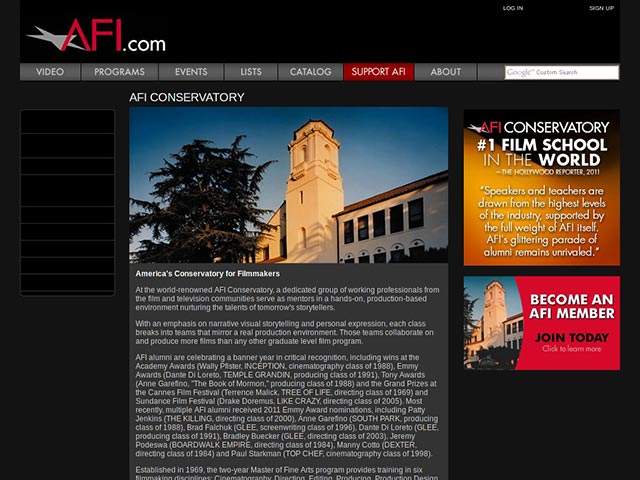 LOG IN
SIGN UP
AFI.com
VIDEO
PROGRAMS
EVENTS
LISTS
CATALOG
SUPPORT AFI
ABOUT
Google™ Custom Search
AFI CONSERVATORY
America's Conservatory for Filmmakers
At the world-renowned AFI Conservatory, a dedicated group of working professionals from
the film and television communities serve as mentors in a hands-on, production-based
environment nurturing the talents of tomorrow's storytellers.
With an emphasis on narrative visual storytelling and personal expression, each class
breaks into teams that mirror a real production environment. Those teams collaborate on
and produce more films than any other graduate level film program.
AFI alumni are celebrating a banner year in critical recognition, including wins at the
Academy Awards (Wally Pfister, INCEPTION, cinematography class of 1988), Emmy
Awards (Dante Di Loreto, TEMPLE GRANDIN, producing class of 1991), Tony Awards
(Anne Garefino, "The Book of Mormon," producing class of 1988) and the Grand Prizes at
the Cannes Film Festival (Terrence Malick, TREE OF LIFE, directing class of 1969) and
Sundance Film Festival (Drake Doremus, LIKE CRAZY, directing class of 2005). Most
recently, multiple AFI alumni received 2011 Emmy Award nominations, including Patty
Jenkins (THE KILLING, directing class of 2000), Anne Garefino (SOUTH PARK, producing
class of 1988), Brad Falchuk (GLEE, screenwriting class of 1996), Dante Di Loreto (GLEE,
producing class of 1991), Bradley Buecker (GLEE, directing class of 2003), Jeremy
Podeswa (BOARDWALK EMPIRE, directing class of 1984), Manny Cotto (DEXTER,
directing class of 1984) and Paul Starkman (TOP CHEF, cinematography class of 1998).
Established in 1969, the two-year Master of Fine Arts program provides training in six
filmmaking disciplines: Cinematography, Directing, Editing, Producing, Production Design
AFI CONSERVATORY
#1 FILM SCHOOL
IN THE WORLD
—THE HOLLYWOOD REPORTER, 2011
“Speakers and teachers are
drawn from the highest levels
of the industry, supported by
the full weight of AFI itself.
AFI's glittering parade of
alumni remains unrivaled.”
BECOME AN
AFI MEMBER
JOIN TODAY
Click to learn more